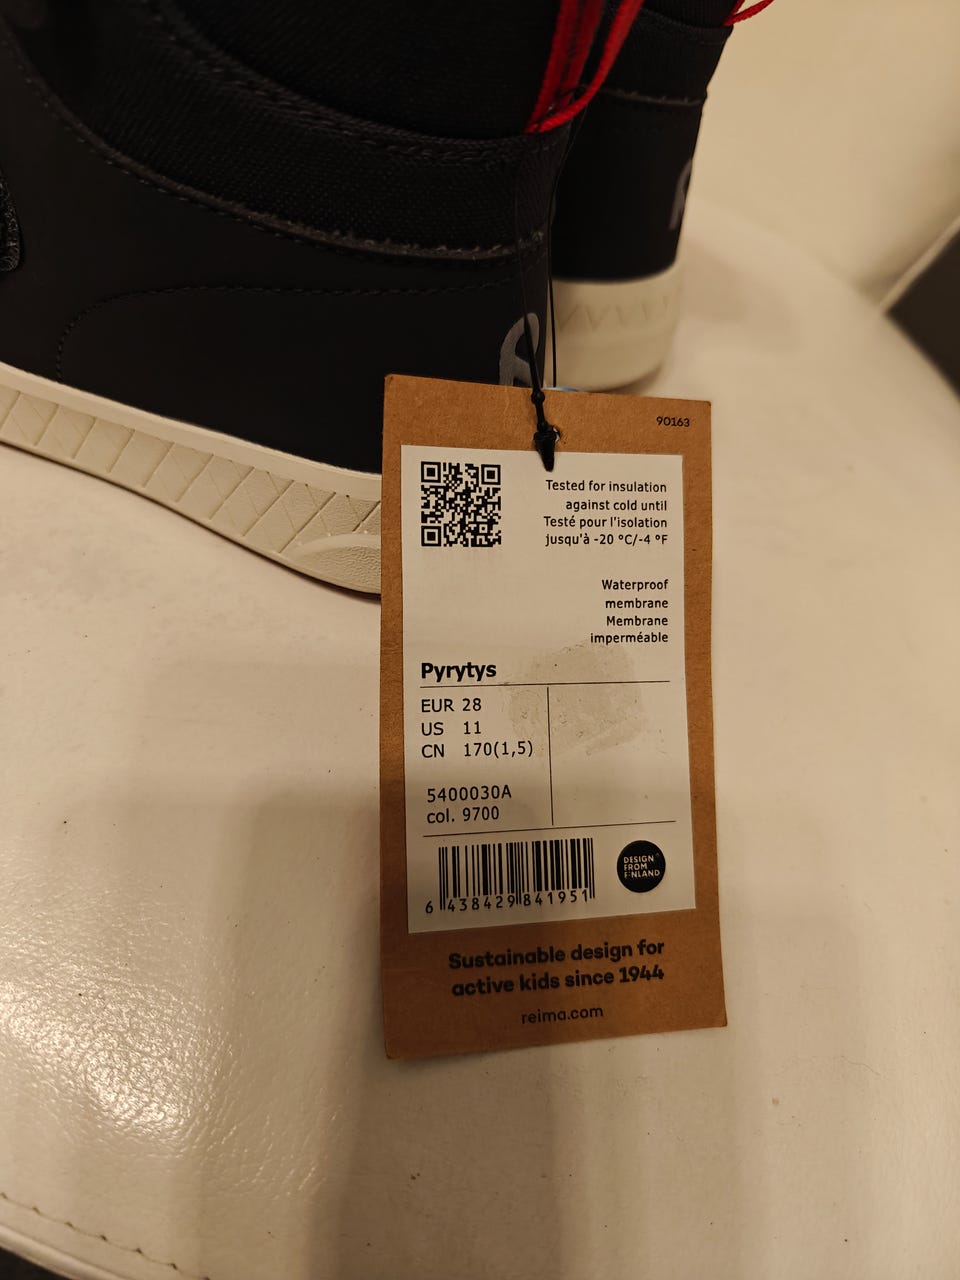 90163
Tested for insulation
against cold until
Testé pour l'isolation
jusqu'à -20 °C/-4 °F
Waterproof
membrane
Membrane
imperméable
Pyrytys
EUR 28
US 11
CN 170(1,5)
5400030A
col. 9700
6 438429 841951
DESIGN
FROM
FINLAND
Sustainable design for
active kids since 1944
reima.com